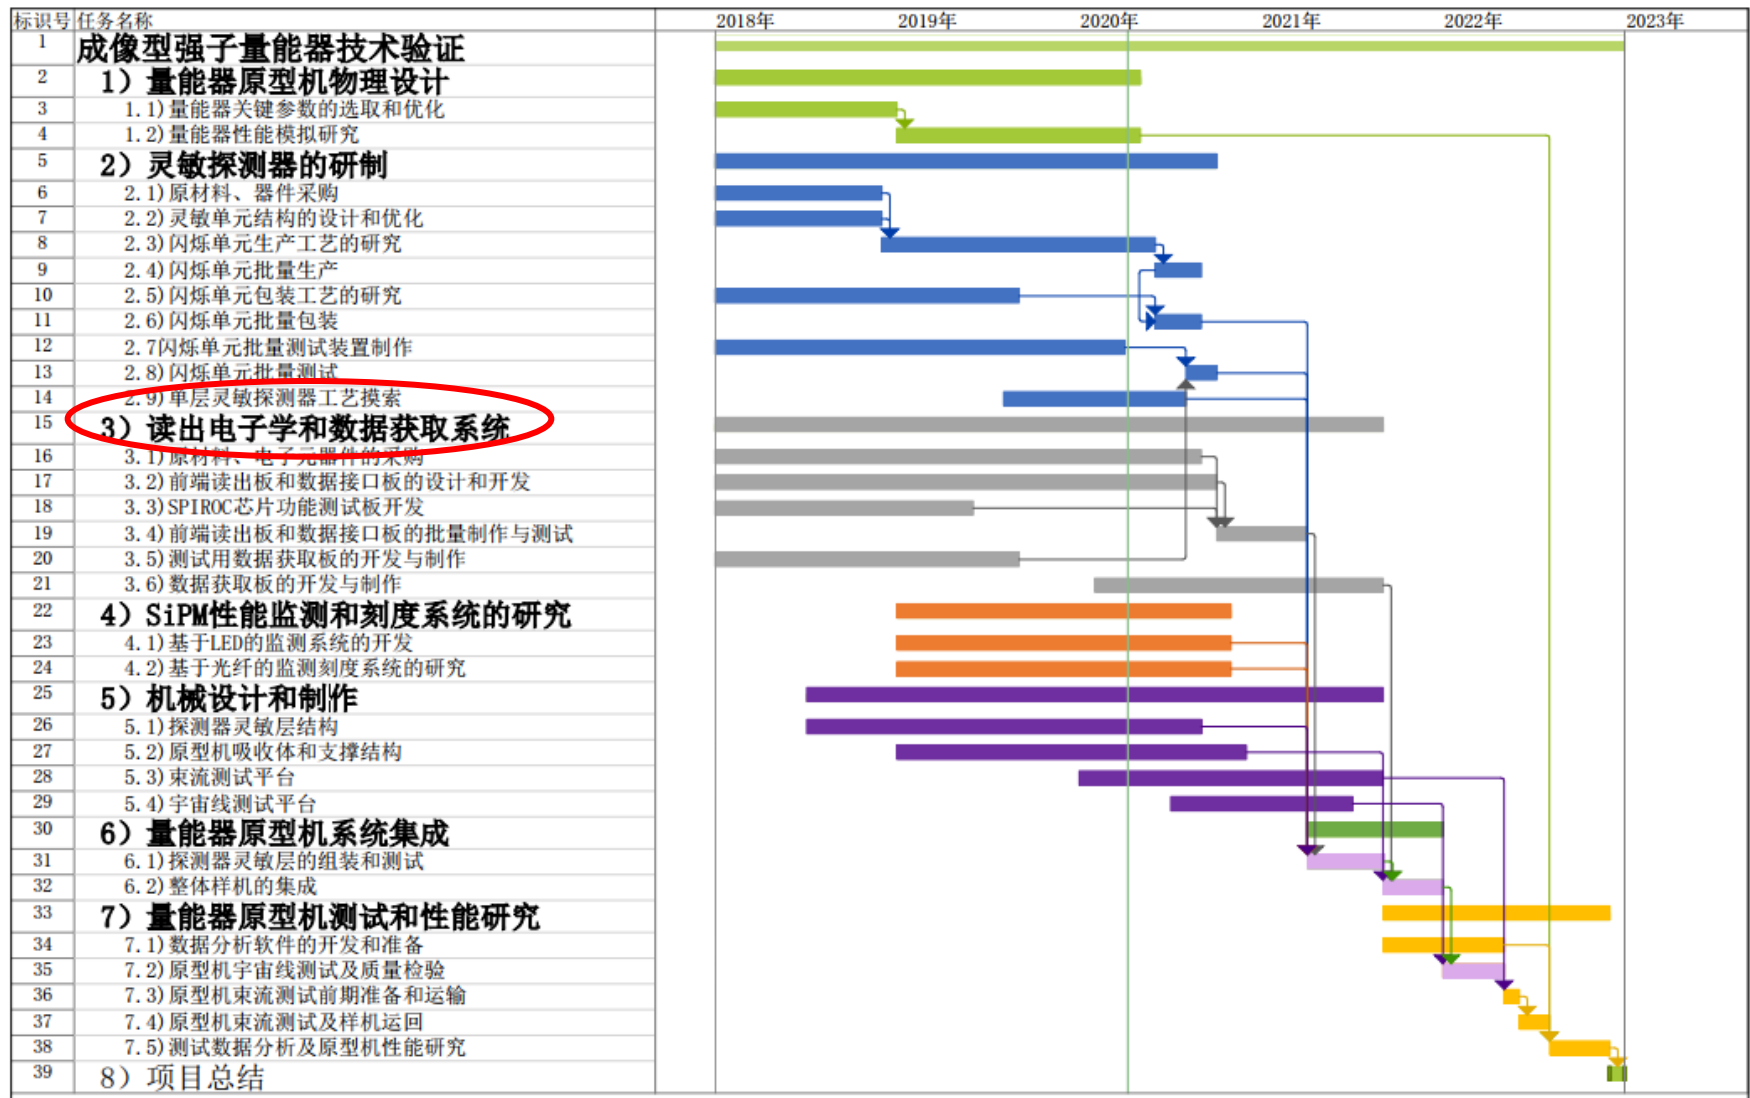 标识号 任务名称 2018年 2019年 2020年 2021年 2022年 2023年
1 成像型强子量能器技术验证
2 1）量能器原型机物理设计
3 1.1)量能器关键参数的选取和优化
4 1.2)量能器性能模拟研究
5 2）灵敏探测器的研制
6 2.1)原材料、器件采购
7 2.2)灵敏单元结构的设计和优化
8 2.3)闪烁单元生产工艺的研究
9 2.4)闪烁单元批量生产
10 2.5)闪烁单元包装工艺的研究
11 2.6)闪烁单元批量包装
12 2.7闪烁单元批量测试装置制作
13 2.8)闪烁单元批量测试
14 2.9)单层灵敏探测器工艺摸索
15 3）读出电子学和数据获取系统
16 3.1)原材料、电子元器件的采购
17 3.2)前端读出板和数据接口板的设计和开发
18 3.3)SPIROC芯片功能测试板开发
19 3.4)前端读出板和数据接口板的批量制作与测试
20 3.5)测试用数据获取板的开发与制作
21 3.6)数据获取板的开发与制作
22 4）SiPM性能监测和刻度系统的研究
23 4.1)基于LED的监测系统的开发
24 4.2)基于光纤的监测刻度系统的研究
25 5）机械设计和制作
26 5.1)探测器灵敏层结构
27 5.2)原型机吸收体和支撑结构
28 5.3)束流测试平台
29 5.4)宇宙线测试平台
30 6）量能器原型机系统集成
31 6.1)探测器灵敏层的组装和测试
32 6.2)整体样机的集成
33 7）量能器原型机测试和性能研究
34 7.1)数据分析软件的开发和准备
35 7.2)原型机宇宙线测试及质量检验
36 7.3)原型机束流测试前期准备和运输
37 7.4)原型机束流测试及样机运回
38 7.5)测试数据分析及原型机性能研究
39 8）项目总结